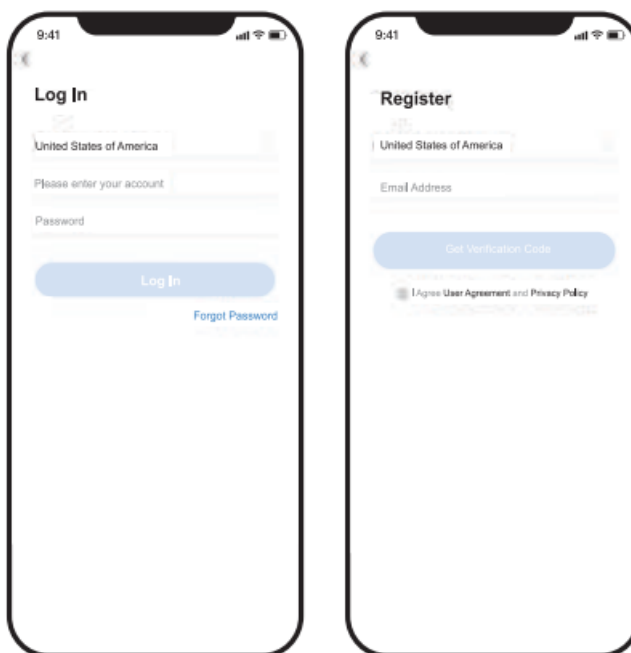 9:41
Log In
United States of America
Please enter your account
Password
Log In
Forgot Password
9:41
Register
United States of America
Email Address
Get Verification Code
I Agree User Agreement and Privacy Policy